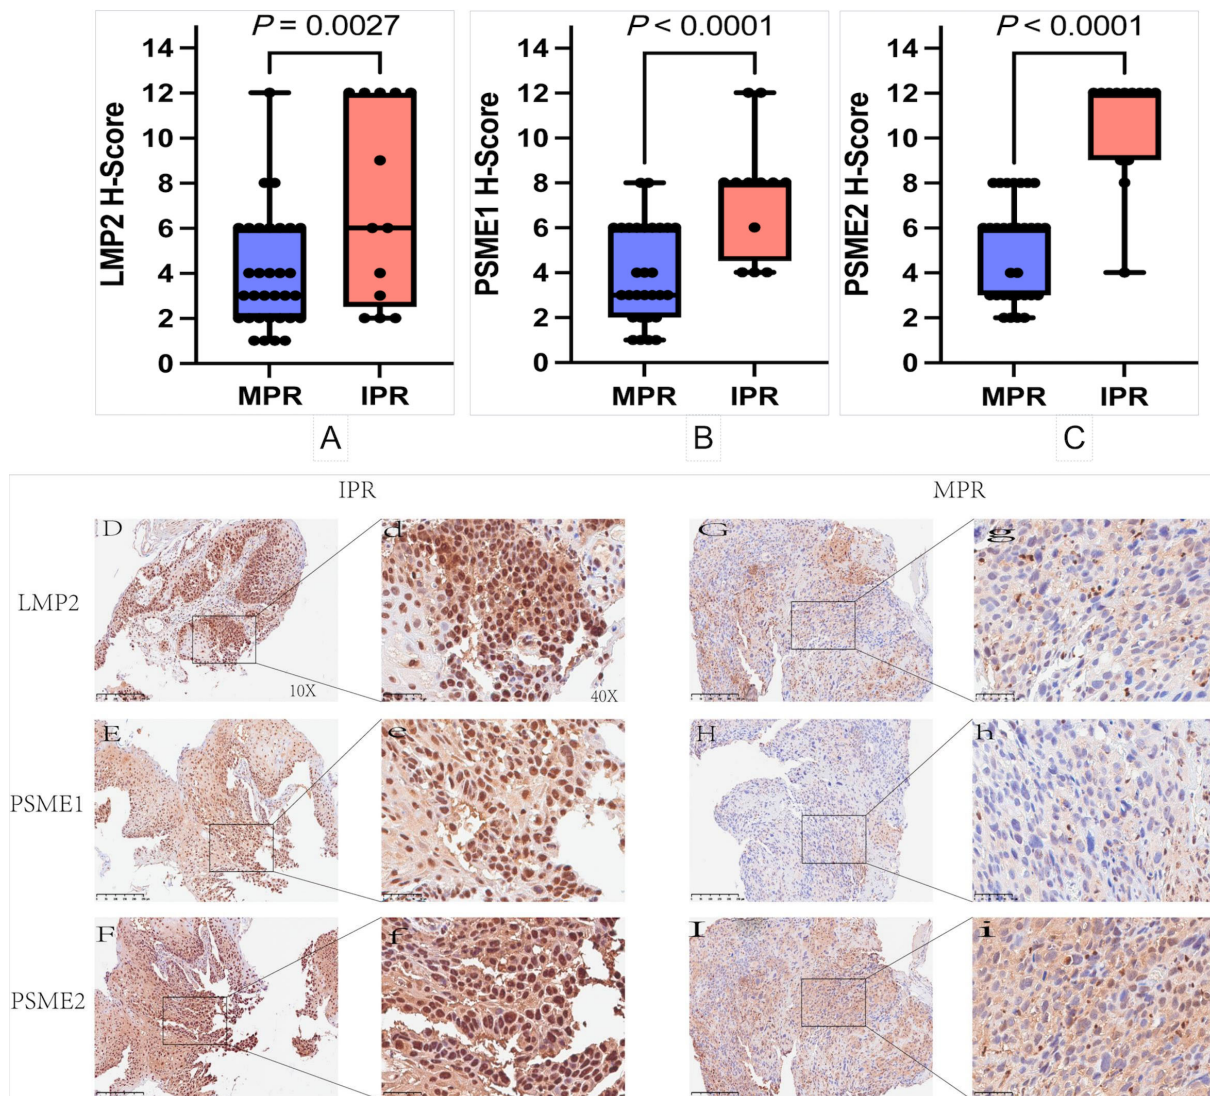 P = 0.0027
LMP2 H-Score
14
12
10
8
6
4
2
0
MPR IPR
A
P < 0.0001
PSME1 H-Score
14
12
10
8
6
4
2
0
MPR IPR
B
P < 0.0001
PSME2 H-Score
14
12
10
8
6
4
2
0
MPR IPR
C
IPR MPR
LMP2
D d G g
10X 40X
PSME1
E e H h
PSME2
F f I i